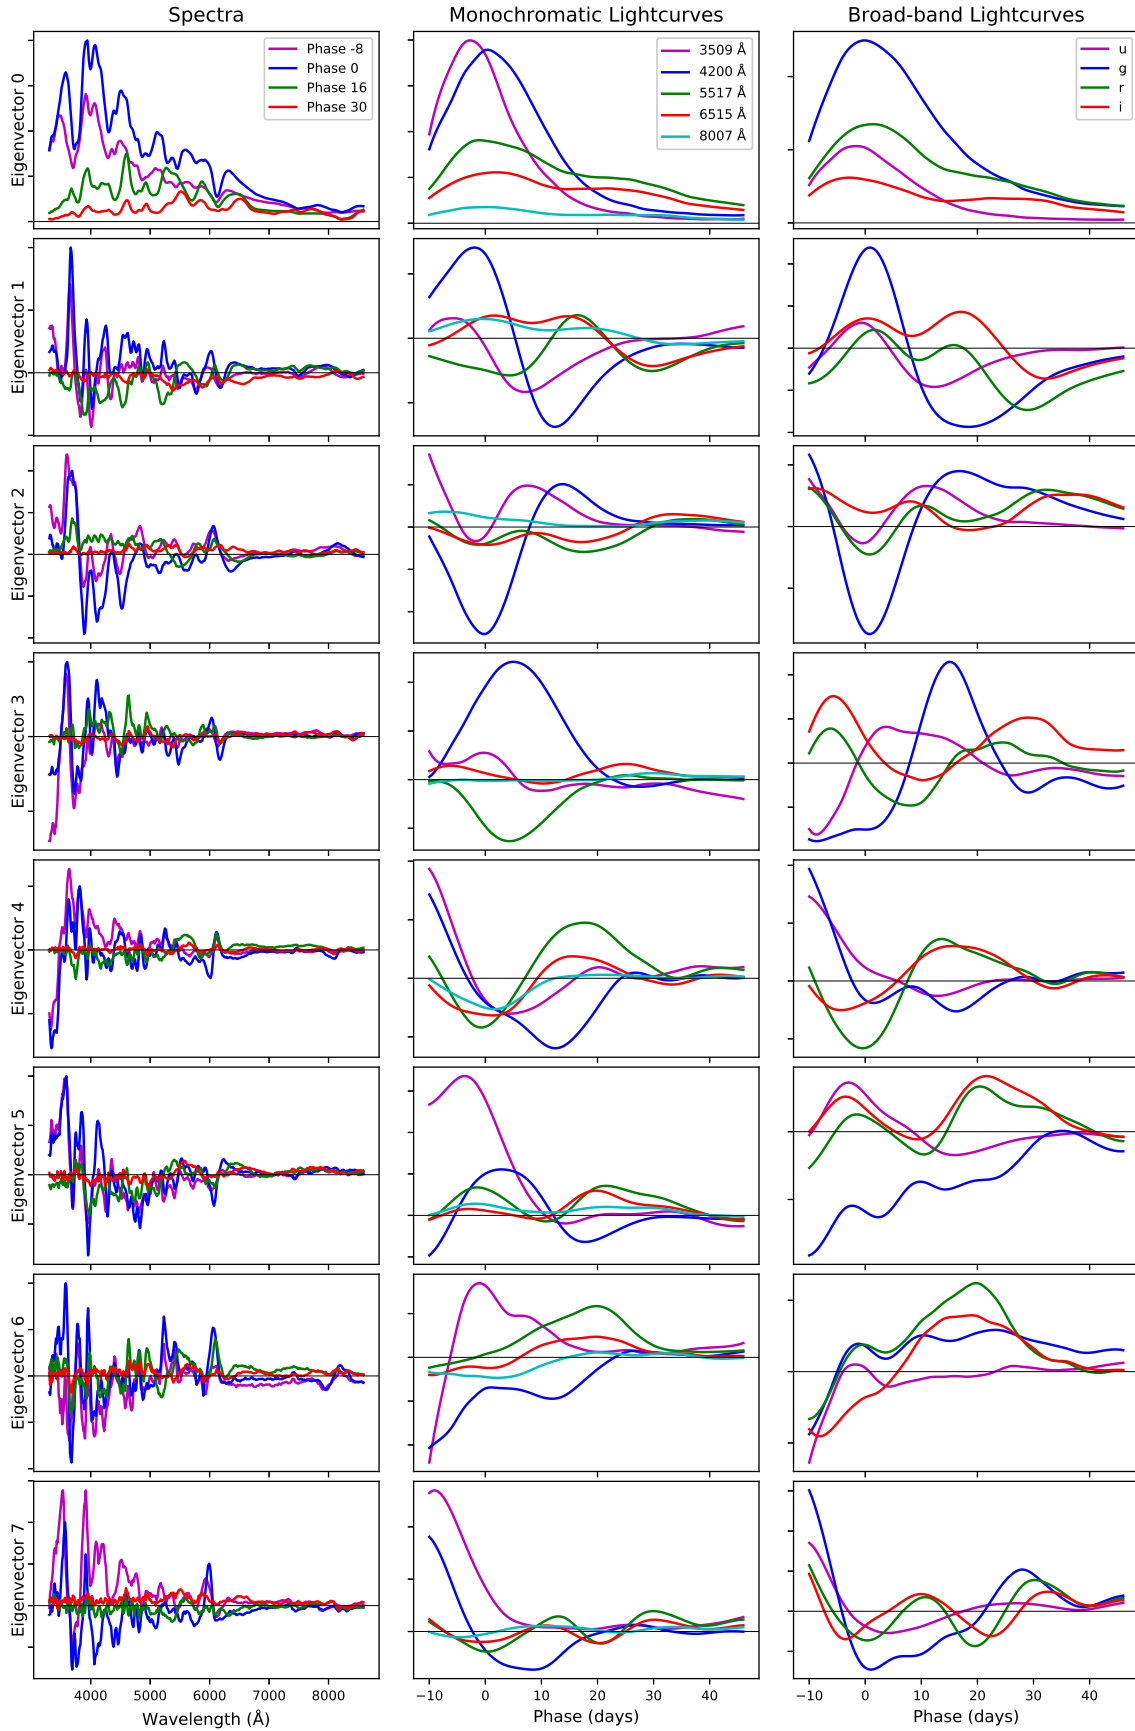 Spectra
Monochromatic Lightcurves
Broad-band Lightcurves
Eigenvector 0
Phase -8
Phase 0
Phase 16
Phase 30
3509 Å
4200 Å
5517 Å
6515 Å
8007 Å
u
g
r
i
Eigenvector 1
Eigenvector 2
Eigenvector 3
Eigenvector 4
Eigenvector 5
Eigenvector 6
Eigenvector 7
4000 5000 6000 7000 8000
−10 0 10 20 30 40
−10 0 10 20 30 40
Wavelength (Å)
Phase (days)
Phase (days)